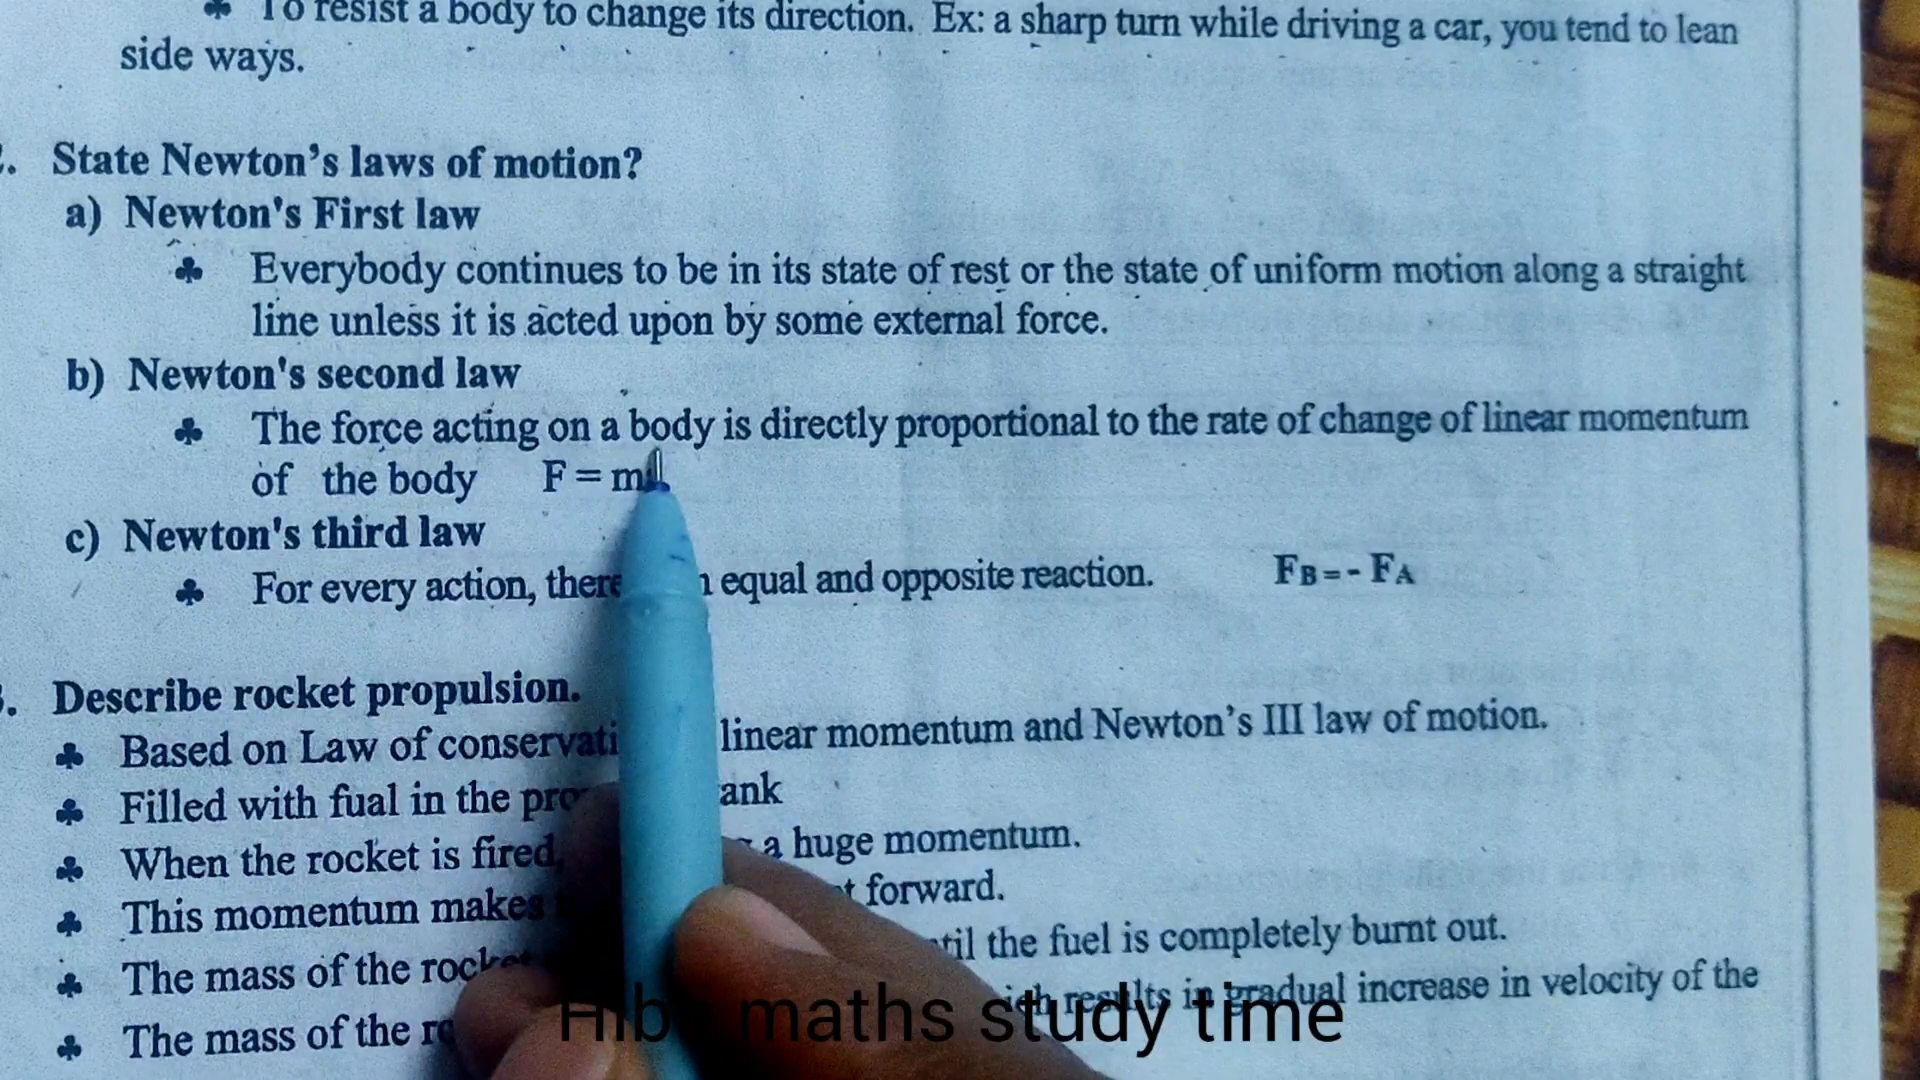 ♣ To resist a body to change its direction. Ex: a sharp turn while driving a car, you tend to lean
side ways.
State Newton's laws of motion?
a) Newton's First law
♣ Everybody continues to be in its state of rest or the state of uniform motion along a straight
line unless it is acted upon by some external force.
b) Newton's second law
♣ The force acting on a body is directly proportional to the rate of change of linear momentum
of the body F = m
c) Newton's third law
♣ For every action, there equal and opposite reaction. FB = - FA
Describe rocket propulsion.
♣ Based on Law of linear momentum and Newton's III law of motion.
♣ Filled with fual in the
♣ When the rocket is fired, a huge momentum.
♣ This momentum makes forward.
♣ The mass of the rocket the fuel is completely burnt out.
♣ The mass of the results in gradual increase in velocity of the
maths study time